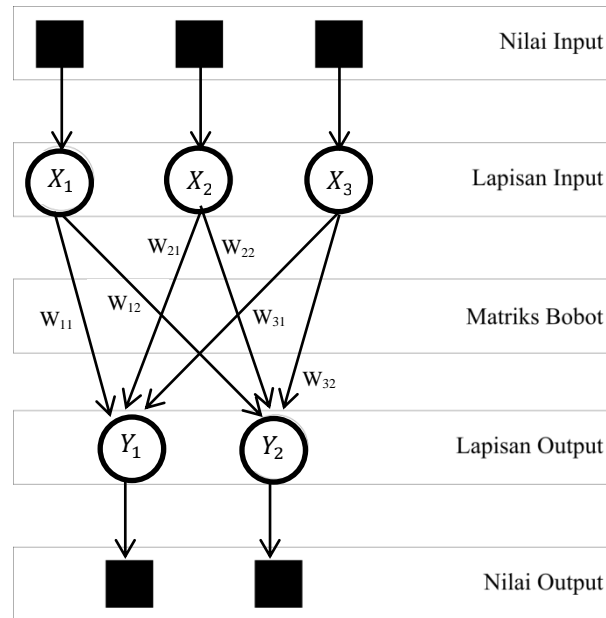 Nilai Input
X₁ X₂ X₃ Lapisan Input
W₂₁ W₂₂
W₁₁ W₁₂ W₃₁ Matriks Bobot
W₃₂
Y₁ Y₂ Lapisan Output
Nilai Output